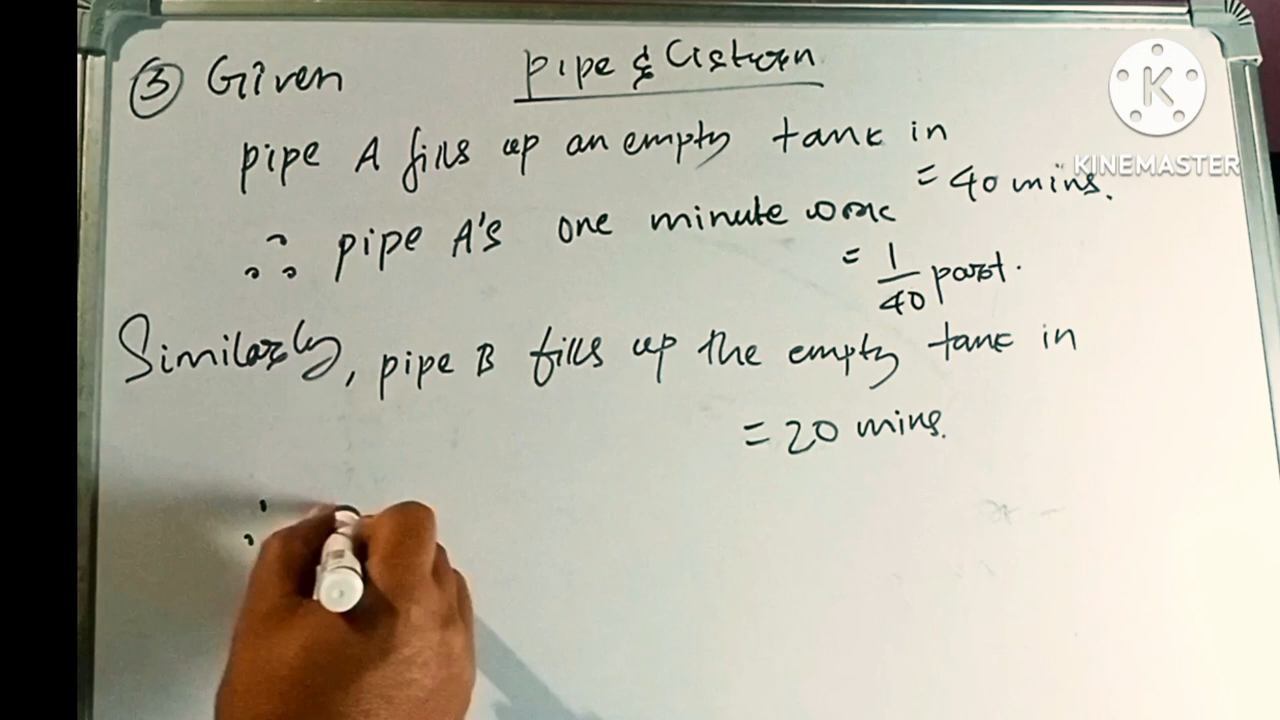 ③ Given Pipe & Cistern
pipe A fills up an empty tank in
= 40 mins.
∴ pipe A's one minute work
= 1/40 part.
Similarly, pipe B fills up the empty tank in
= 20 mins.
∴
K
KINEMASTER